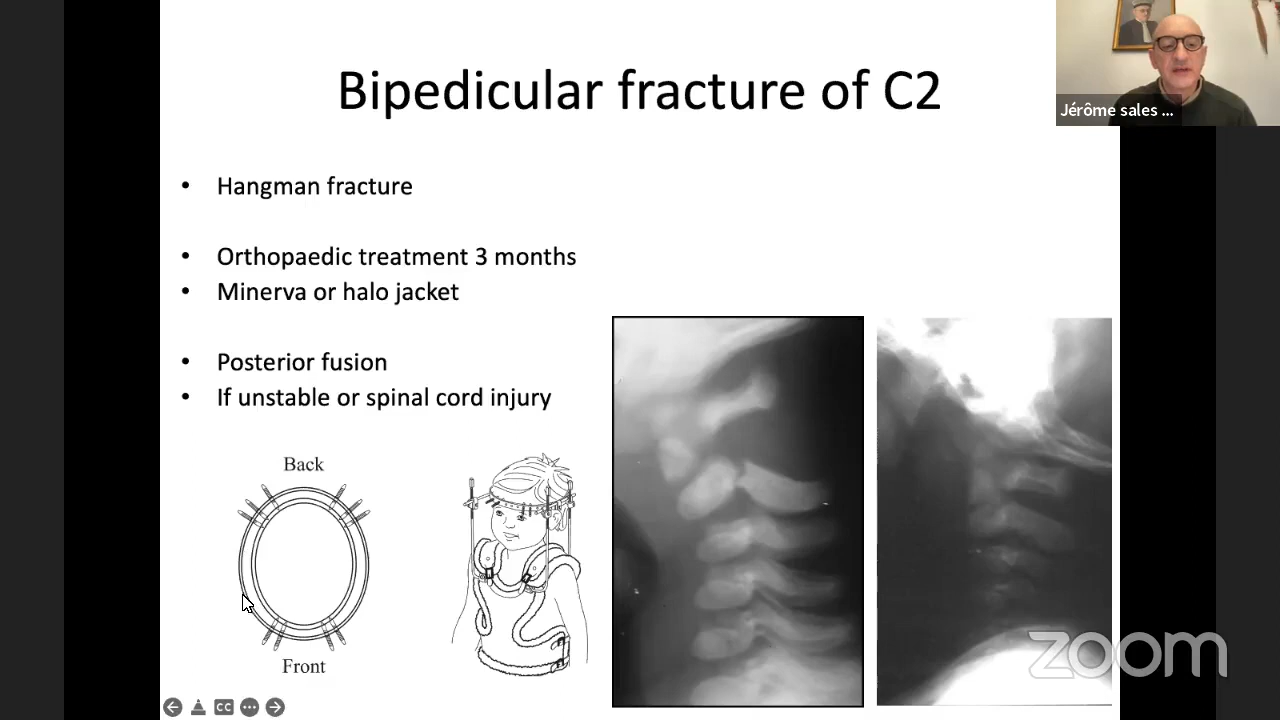 Bipedicular fracture of C2
Jérôme sales ...
• Hangman fracture
• Orthopaedic treatment 3 months
• Minerva or halo jacket
• Posterior fusion
• If unstable or spinal cord injury
Back
Front
CC
zoom